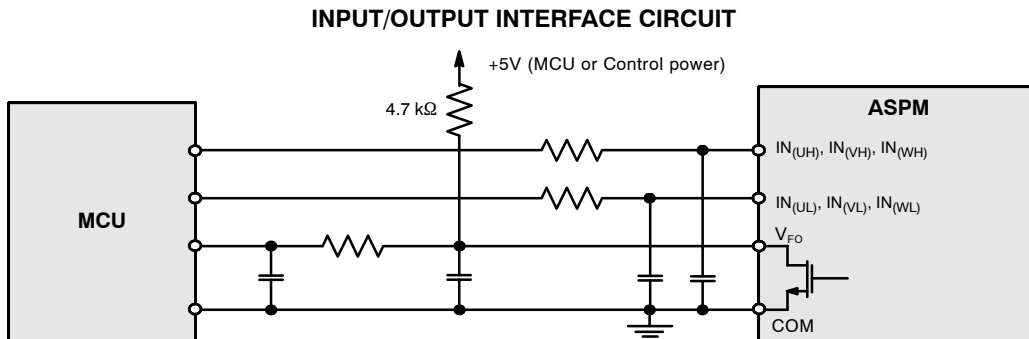 INPUT/OUTPUT INTERFACE CIRCUIT
+5V (MCU or Control power)
4.7 kΩ
ASPM
IN(UH), IN(VH), IN(WH)
MCU
IN(UL), IN(VL), IN(WL)
VFO
COM